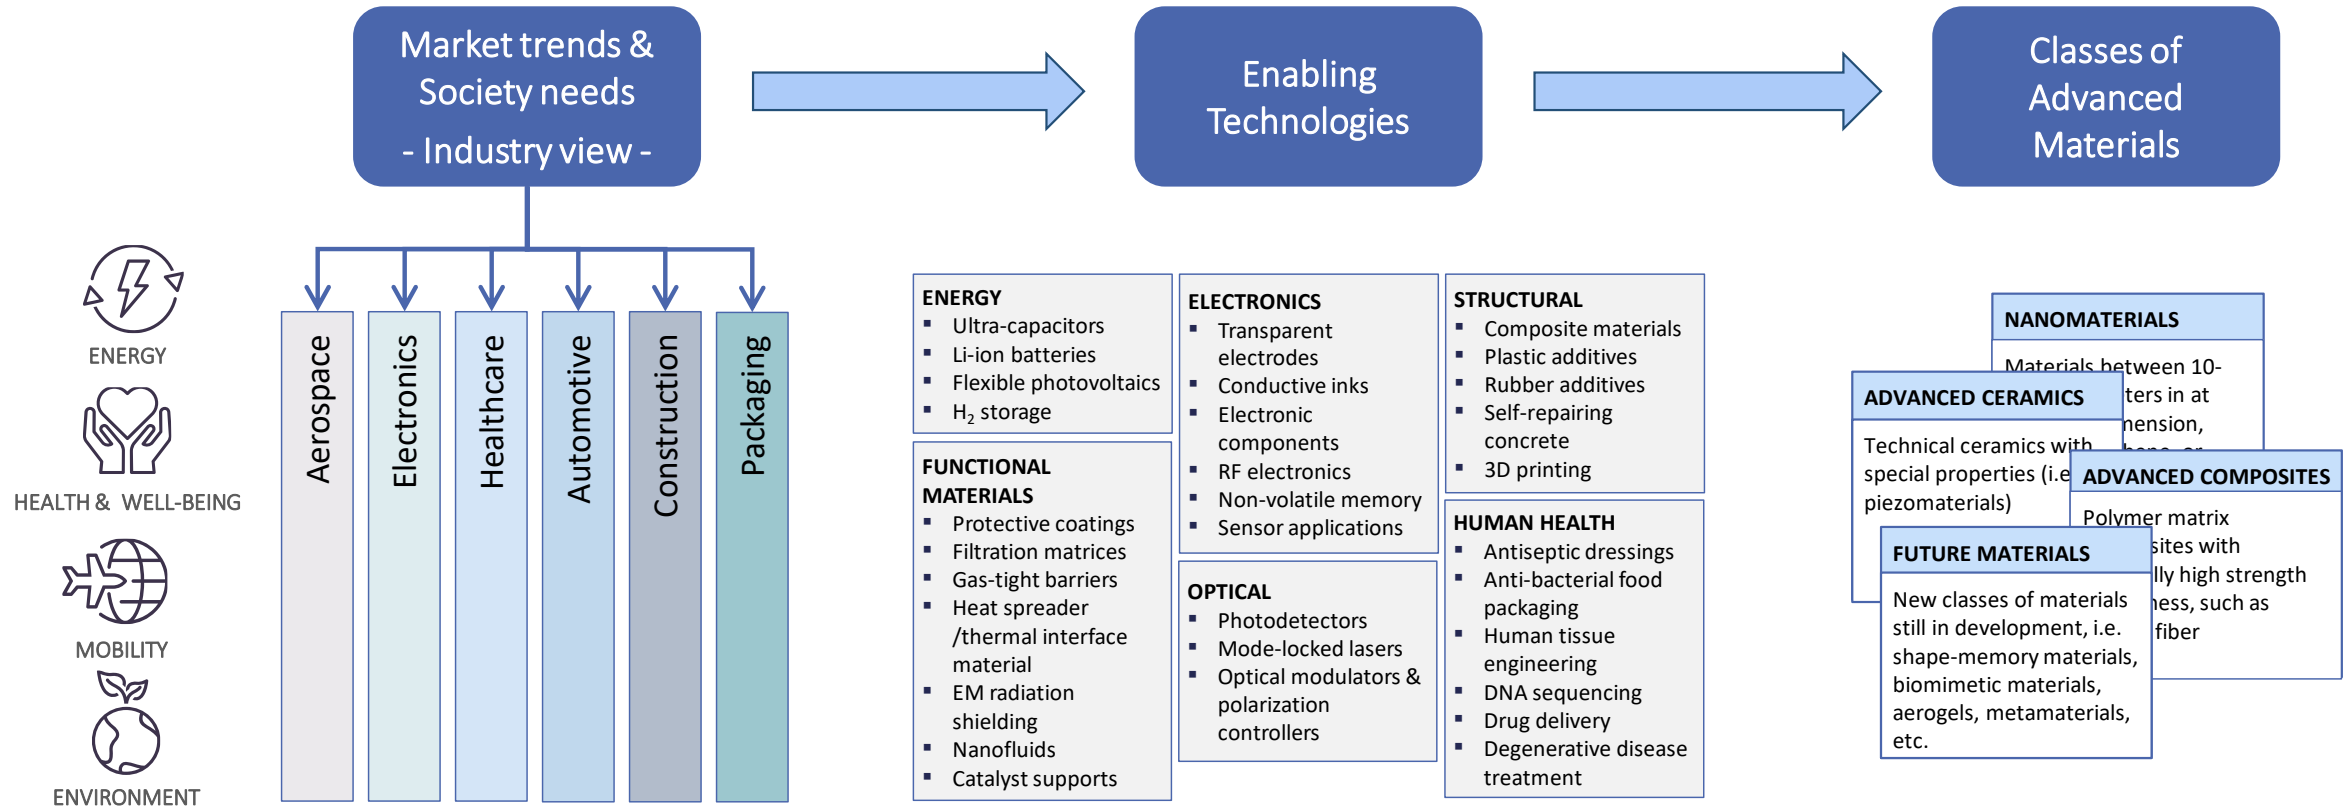 Market trends &
Society needs
- Industry view -
Enabling
Technologies
Classes of
Advanced
Materials
ENERGY
HEALTH & WELL-BEING
MOBILITY
ENVIRONMENT
Aerospace
Electronics
Healthcare
Automotive
Construction
Packaging
ENERGY
▪ Ultra-capacitors
▪ Li-ion batteries
▪ Flexible photovoltaics
▪ H₂ storage
FUNCTIONAL
MATERIALS
▪ Protective coatings
▪ Filtration matrices
▪ Gas-tight barriers
▪ Heat spreader
/thermal interface
material
▪ EM radiation
shielding
▪ Nanofluids
▪ Catalyst supports
ELECTRONICS
▪ Transparent
electrodes
▪ Conductive inks
▪ Electronic
components
▪ RF electronics
▪ Non-volatile memory
▪ Sensor applications
OPTICAL
▪ Photodetectors
▪ Mode-locked lasers
▪ Optical modulators &
polarization
controllers
STRUCTURAL
▪ Composite materials
▪ Plastic additives
▪ Rubber additives
▪ Self-repairing
concrete
▪ 3D printing
HUMAN HEALTH
▪ Antiseptic dressings
▪ Anti-bacterial food
packaging
▪ Human tissue
engineering
▪ DNA sequencing
▪ Drug delivery
▪ Degenerative disease
treatment
NANOMATERIALS
Materials between 10-
in at
ADVANCED CERAMICS
Technical ceramics with
special properties (i.e
piezomaterials)
ADVANCED COMPOSITES
Polymer matrix
with
high strength
such as
fiber
FUTURE MATERIALS
New classes of materials
still in development, i.e.
shape-memory materials,
biomimetic materials,
aerogels, metamaterials,
etc.